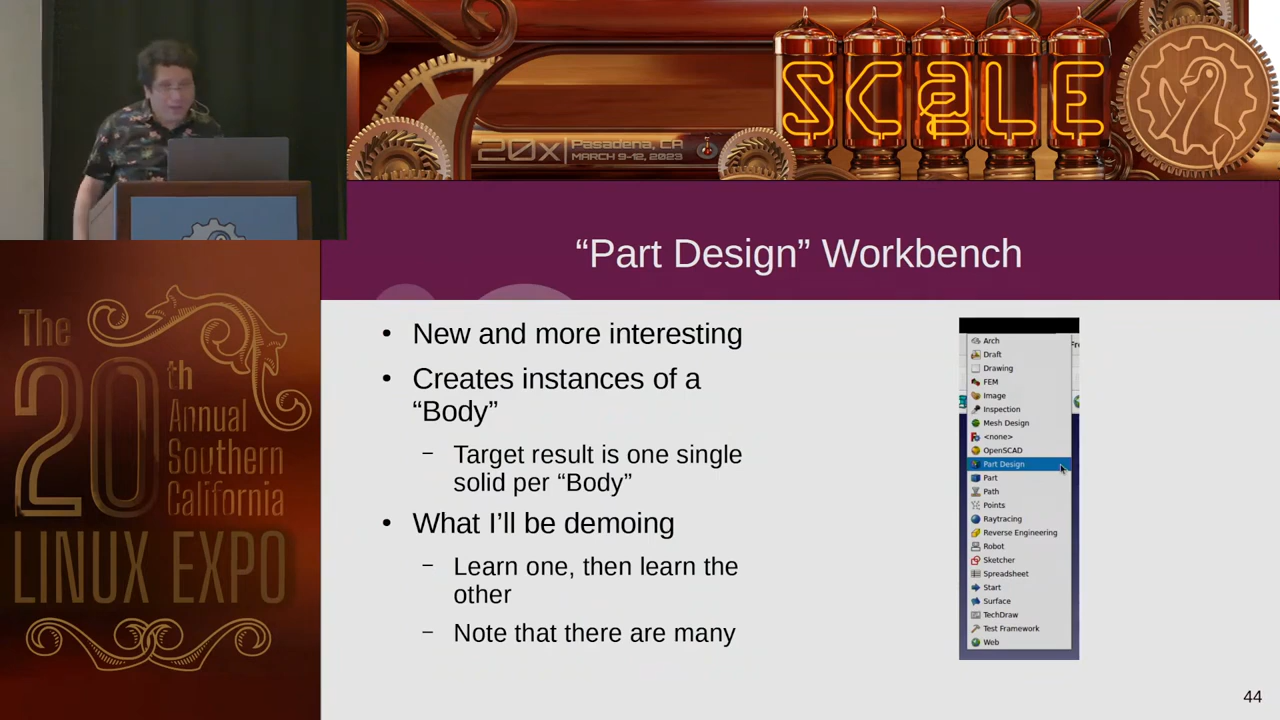 SCaLE
20x
Pasadena, CA
MARCH 9-12, 2023
The
20th
Annual
Southern
California
LINUX EXPO
“Part Design” Workbench
• New and more interesting
• Creates instances of a
“Body”
– Target result is one single
solid per “Body”
• What I’ll be demoing
– Learn one, then learn the
other
– Note that there are many
Arch
Draft
Drawing
FEM
Image
Inspection
Mesh Design
<none>
OpenSCAD
Part Design
Part
Path
Points
Raytracing
Reverse Engineering
Robot
Sketcher
Spreadsheet
Start
Surface
TechDraw
Test Framework
Web
44